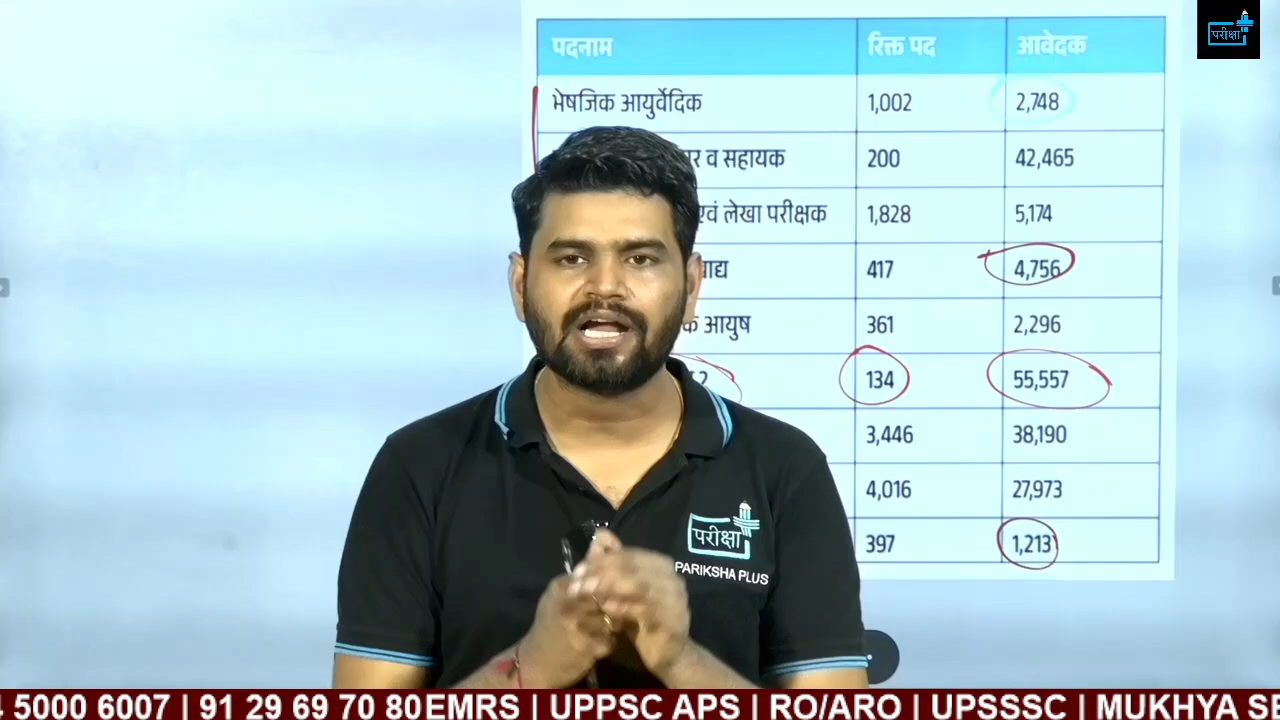 परीक्षा
पदनाम रिक्त पद आवेदक
भेषजिक आयुर्वेदिक 1,002 2,748
व सहायक 200 42,465
एवं लेखा परीक्षक 1,828 5,174
417 4,756
आयुष 361 2,296
2 134 55,557
3,446 38,190
4,016 27,973
397 1,213
परीक्षा
PARIKSHA PLUS
5000 6007 | 91 29 69 70 80 EMRS | UPPSC APS | RO/ARO | UPSSSC | MUKHYA